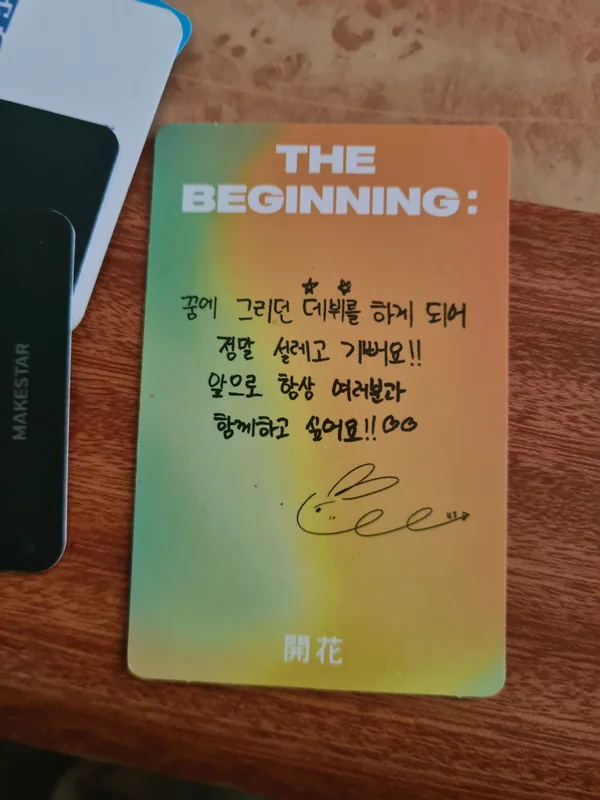 THE
BEGINNING:
꿈에 그리던 데뷔를 하게 되어
정말 설레고 기뻐요!!
앞으로 항상 여러분과
함께하고 싶어요!!
開花
MAKESTAR